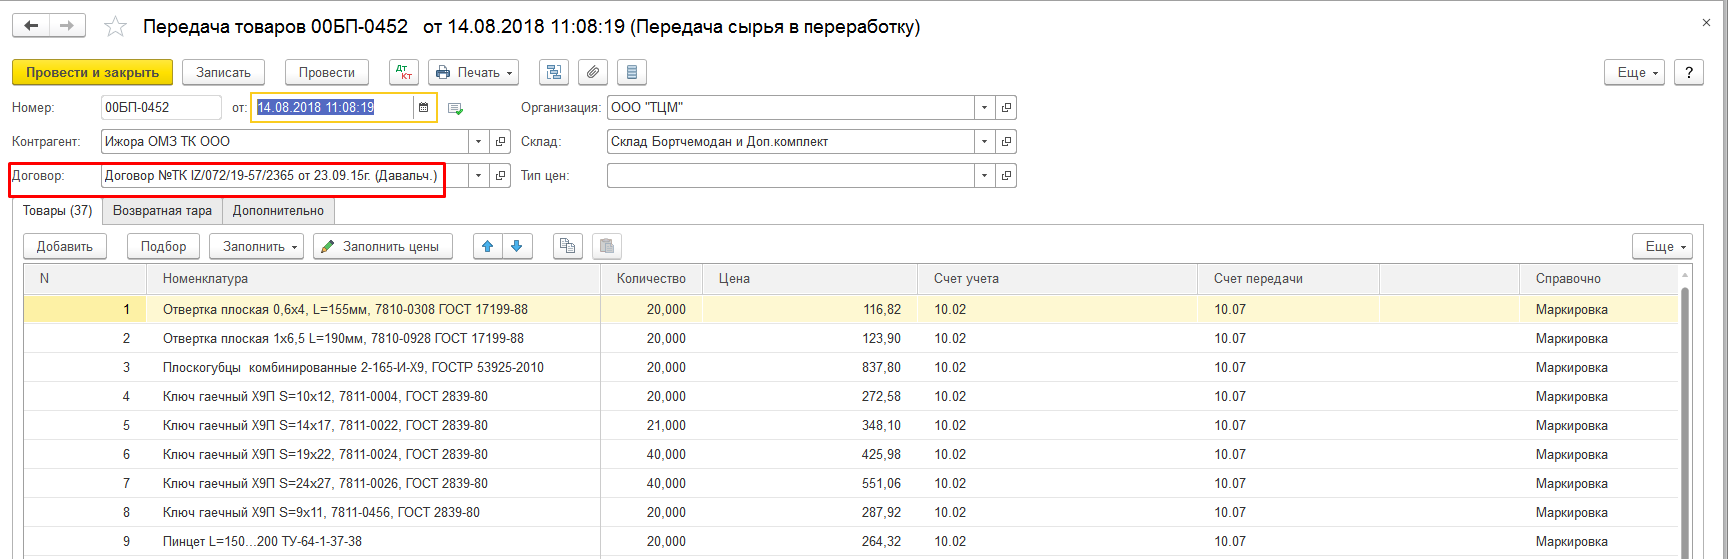 Передача товаров 00БП-0452 от 14.08.2018 11:08:19 (Передача сырья в переработку)
Провести и закрыть Записать Провести Дт Кт Печать Еще ?
Номер: 00БП-0452 от: 14.08.2018 11:08:19 Организация: ООО "ТЦМ"
Контрагент: Ижора ОМЗ ТК ООО Склад: Склад Бортчемодан и Доп.комплект
Договор: Договор №ТК IZ/072/19-57/2365 от 23.09.15г. (Давальч.) Тип цен:
Товары (37) Возвратная тара Дополнительно
Добавить Подбор Заполнить Заполнить цены Еще
N Номенклатура Количество Цена Счет учета Счет передачи Справочно
1 Отвертка плоская 0,6х4, L=155мм, 7810-0308 ГОСТ 17199-88 20,000 116,82 10.02 10.07 Маркировка
2 Отвертка плоская 1х6,5 L=190мм, 7810-0928 ГОСТ 17199-88 20,000 123,90 10.02 10.07 Маркировка
3 Плоскогубцы комбинированные 2-165-И-Х9, ГОСТР 53925-2010 20,000 837,80 10.02 10.07 Маркировка
4 Ключ гаечный Х9П S=10х12, 7811-0004, ГОСТ 2839-80 20,000 272,58 10.02 10.07 Маркировка
5 Ключ гаечный Х9П S=14х17, 7811-0022, ГОСТ 2839-80 21,000 348,10 10.02 10.07 Маркировка
6 Ключ гаечный Х9П S=19х22, 7811-0024, ГОСТ 2839-80 40,000 425,98 10.02 10.07 Маркировка
7 Ключ гаечный Х9П S=24х27, 7811-0026, ГОСТ 2839-80 40,000 551,06 10.02 10.07 Маркировка
8 Ключ гаечный Х9П S=9х11, 7811-0456, ГОСТ 2839-80 20,000 287,92 10.02 10.07 Маркировка
9 Пинцет L=150...200 ТУ-64-1-37-38 20,000 264,32 10.02 10.07 Маркировка